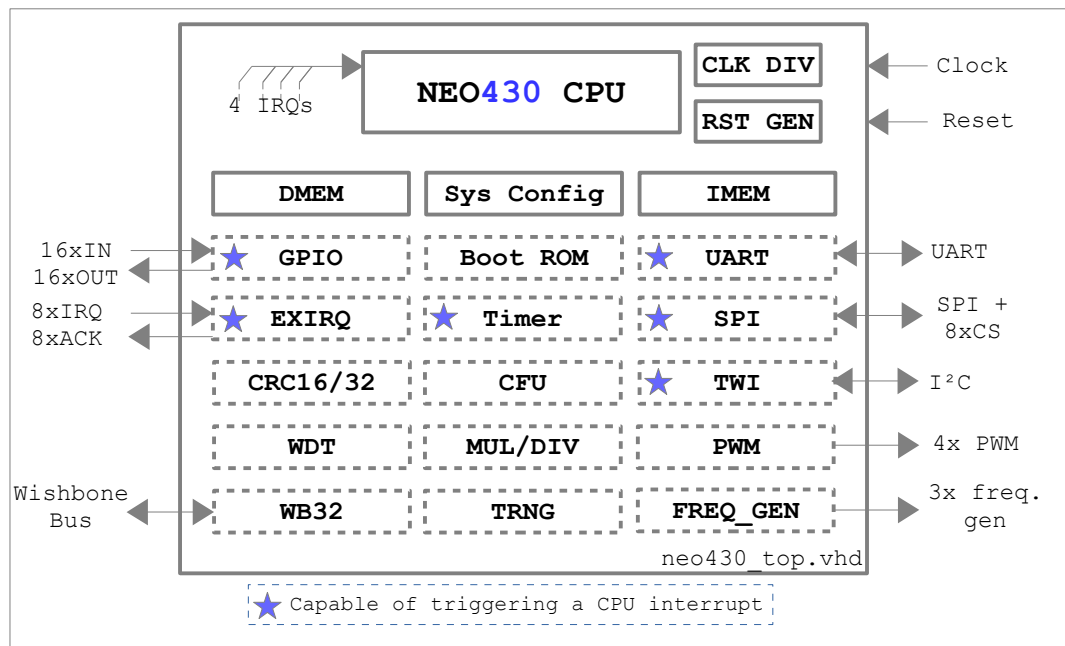 NEO430 CPU
CLK DIV
Clock
4 IRQs
RST GEN
Reset
DMEM
Sys Config
IMEM
16xIN
16xOUT
GPIO
Boot ROM
UART
UART
8xIRQ
8xACK
EXIRQ
Timer
SPI
SPI +
8xCS
CRC16/32
CFU
TWI
I²C
WDT
MUL/DIV
PWM
4x PWM
Wishbone
Bus
WB32
TRNG
FREQ_GEN
3x freq.
gen
neo430_top.vhd
Capable of triggering a CPU interrupt